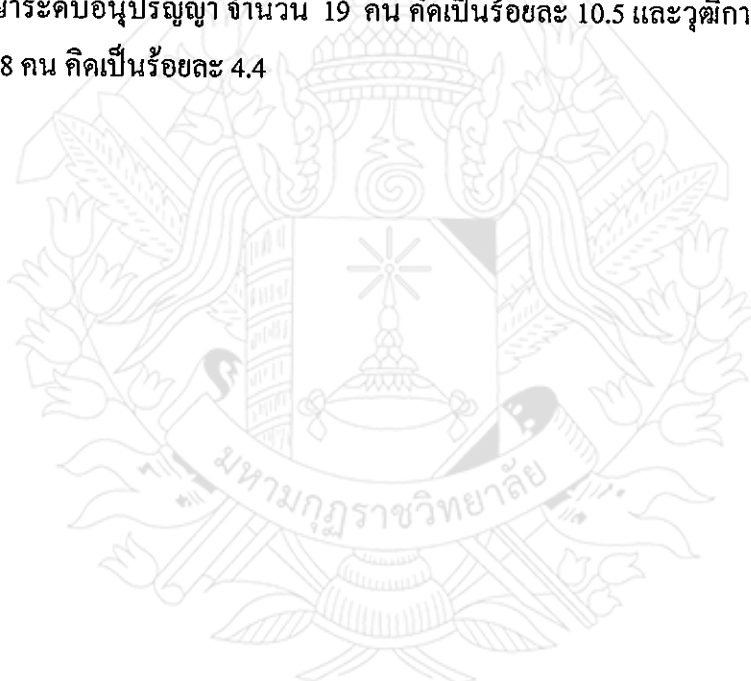 ษาระดับอนุปริญญา จำนวน 19 คน คิดเป็นร้อยละ 10.5 และวุฒิกา
8 คน คิดเป็นร้อยละ 4.4
มหามกุฏราชวิทยาลัย